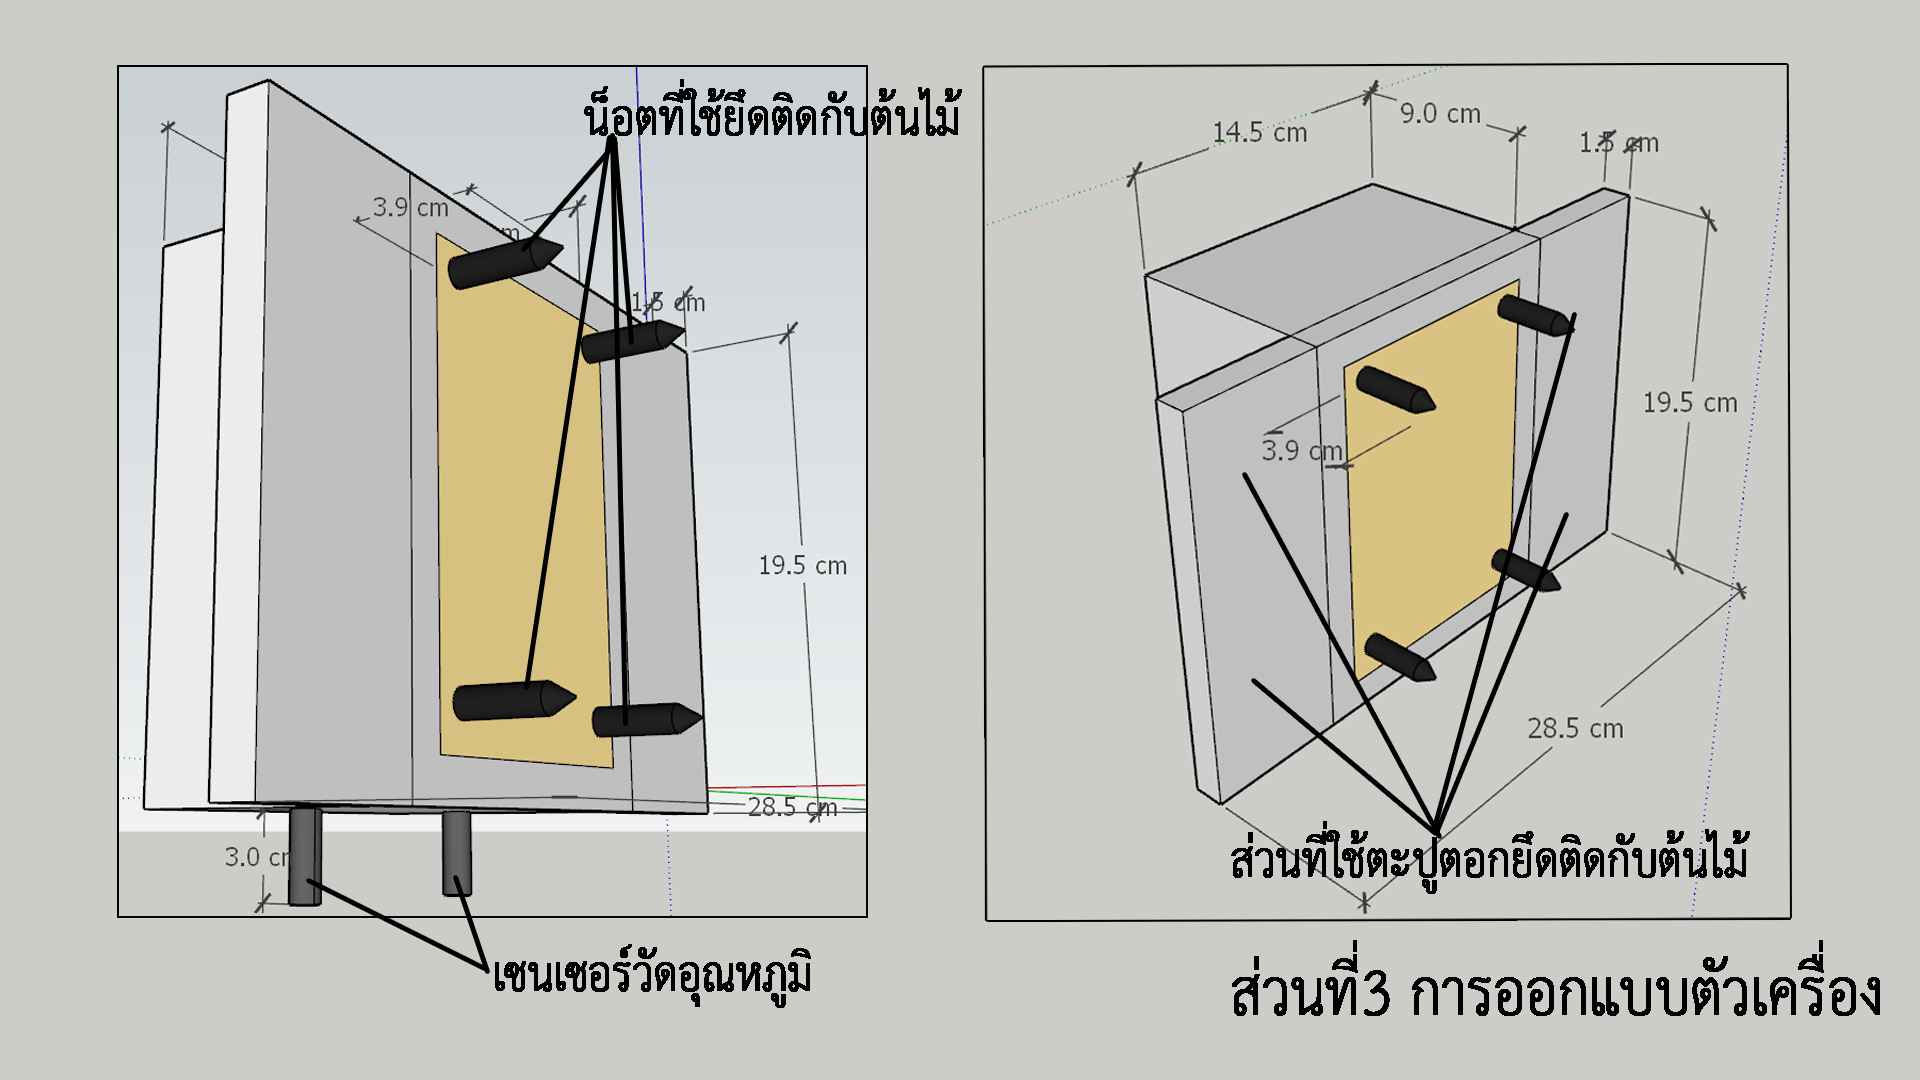 น็อตที่ใช้ยึดติดกับต้นไม้
3.9 cm
m
1.5 cm
19.5 cm
28.5 cm
3.0 cm
เซนเซอร์วัดอุณหภูมิ
14.5 cm
9.0 cm
1.5 cm
19.5 cm
3.9 cm
28.5 cm
ส่วนที่ใช้ตะปูตอกยึดติดกับต้นไม้
ส่วนที่3 การออกแบบตัวเครื่อง